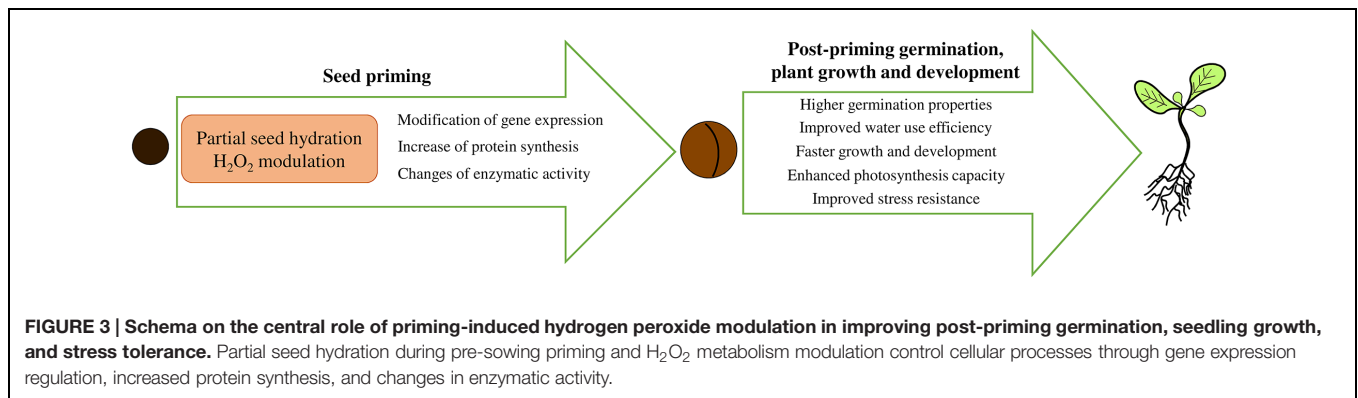 Seed priming
Partial seed hydration
H₂O₂ modulation
Modification of gene expression
Increase of protein synthesis
Changes of enzymatic activity
Post-priming germination,
plant growth and development
Higher germination properties
Improved water use efficiency
Faster growth and development
Enhanced photosynthesis capacity
Improved stress resistance
FIGURE 3 | Schema on the central role of priming-induced hydrogen peroxide modulation in improving post-priming germination, seedling growth,
and stress tolerance. Partial seed hydration during pre-sowing priming and H₂O₂ metabolism modulation control cellular processes through gene expression
regulation, increased protein synthesis, and changes in enzymatic activity.